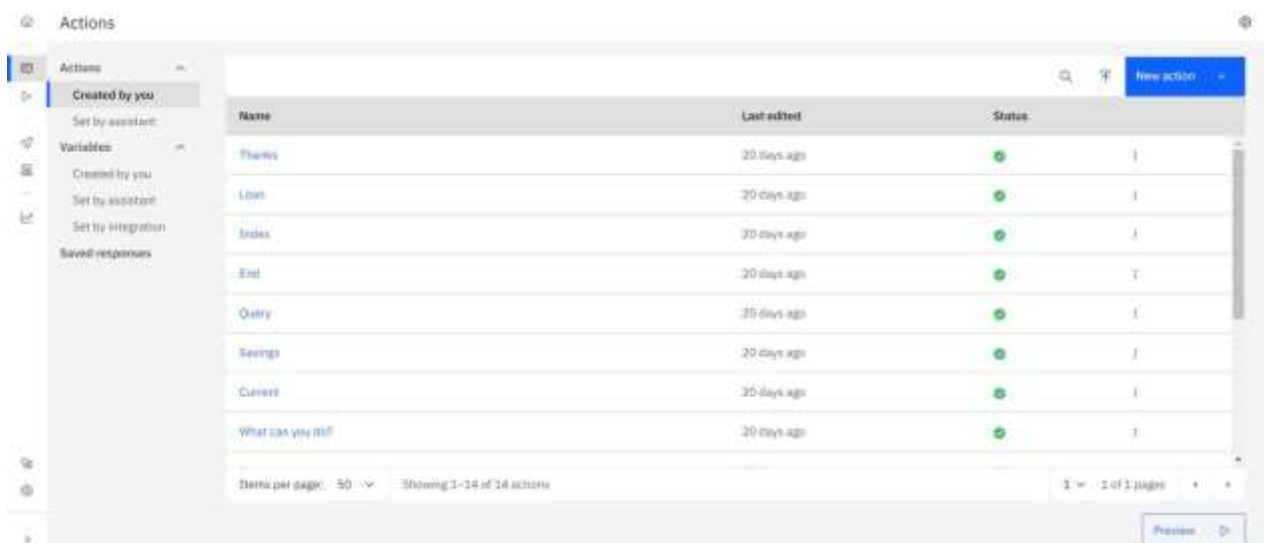 Actions
Actions
Created by you
Set by assistant
Variables
Created by you
Set by assistant
Set by integration
Saved responses
New action
Name Last edited Status
Thanks 20 days ago
Loan 20 days ago
Index 20 days ago
End 20 days ago
Query 20 days ago
Savings 20 days ago
Current 20 days ago
What can you do? 20 days ago
Items per page: 50 Showing 1–14 of 14 actions 1 1 of 1 pages
Preview